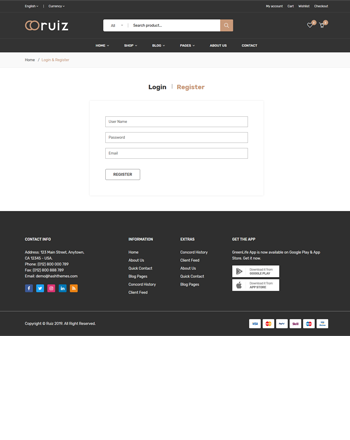 English Currency My account Cart Wishlist Checkout
ruiz All Search product...
HOME SHOP BLOG PAGES ABOUT US CONTACT
Home / Login & Register
Login | Register
User Name
Password
Email
REGISTER
CONTACT INFO INFORMATION EXTRAS GET THE APP
Address: 123 Main Street, Anytown, Home Concord History GreenLife App is now available on Google Play & App
CA 12345 - USA. About Us Client Feed Store. Get it now.
Phone: (012) 800 000 789 Quick Contact About Us Download From
Fax: (012) 800 888 789 Blog Pages Quick Contact GOOGLE PLAY
Email: demo@hashthemes.com Concord History Blog Pages Download From
Client Feed APP STORE
Copyright © Ruiz 2019. All Right Reserved. VISA